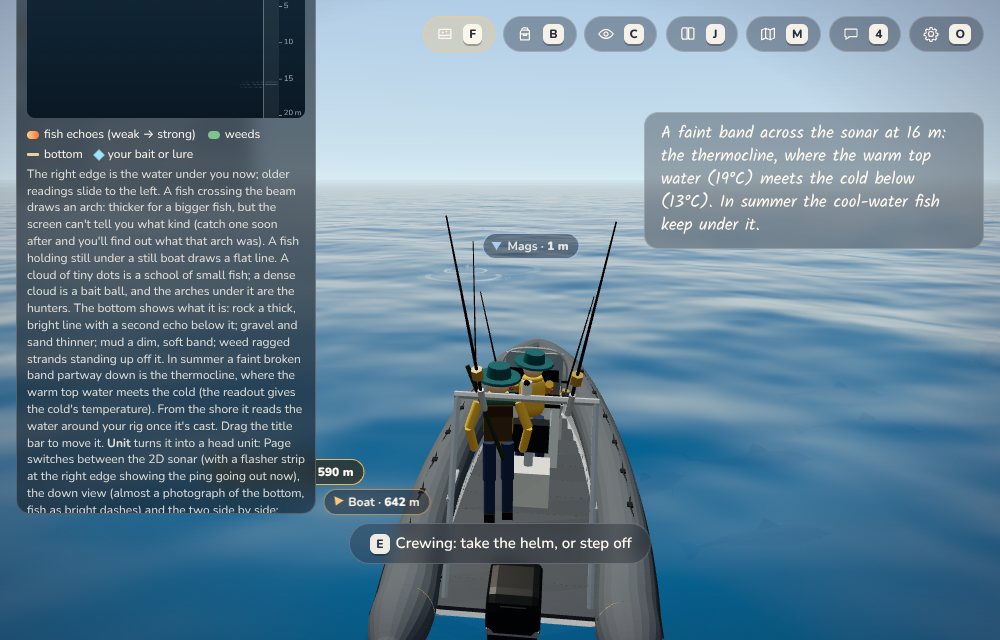 F
B
C
J
M
4
O
5
10
15
20 m
fish echoes (weak → strong)
weeds
bottom
your bait or lure
The right edge is the water under you now; older
readings slide to the left. A fish crossing the beam
draws an arch: thicker for a bigger fish, but the
screen can't tell you what kind (catch one soon
after and you'll find out what that arch was). A fish
holding still under a still boat draws a flat line. A
cloud of tiny dots is a school of small fish; a dense
cloud is a bait ball, and the arches under it are the
hunters. The bottom shows what it is: rock a thick,
bright line with a second echo below it; gravel and
sand thinner; mud a dim, soft band; weed ragged
strands standing up off it. In summer a faint broken
band partway down is the thermocline, where the
warm top water meets the cold (the readout gives
the cold's temperature). From the shore it reads the
water around your rig once it's cast. Drag the title
bar to move it. Unit turns it into a head unit: Page
switches between the 2D sonar (with a flasher strip
at the right edge showing the ping going out now),
the down view (almost a photograph of the bottom,
fish as bright dashes) and the two side by side;
A faint band across the sonar at 16 m:
the thermocline, where the warm top
water (19°C) meets the cold below
(13°C). In summer the cool-water fish
keep under it.
Mags · 1 m
590 m
Boat · 642 m
E Crewing: take the helm, or step off